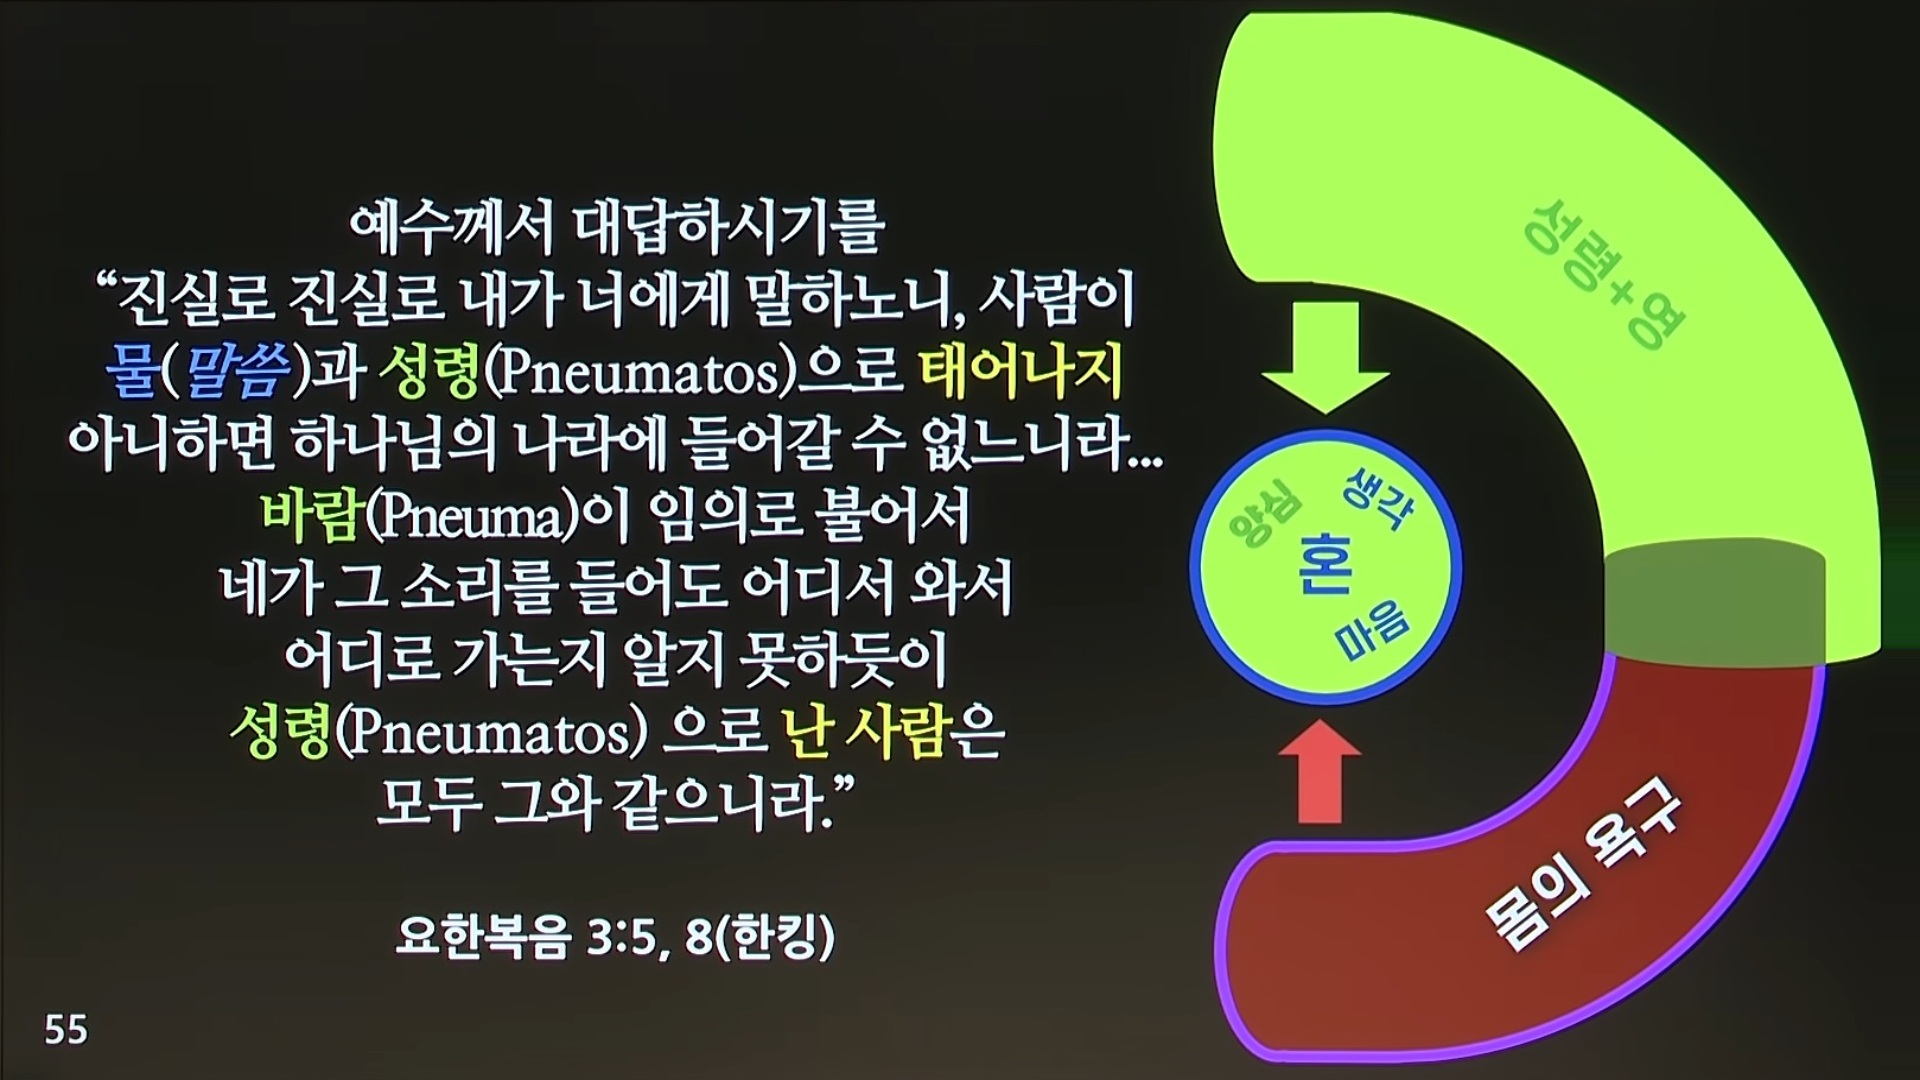 예수께서 대답하시기를
“진실로 진실로 내가 너에게 말하노니, 사람이
물(말씀)과 성령(Pneumatos)으로 태어나지
아니하면 하나님의 나라에 들어갈 수 없느니라...
바람(Pneuma)이 임의로 불어서
네가 그 소리를 들어도 어디서 와서
어디로 가는지 알지 못하듯이
성령(Pneumatos) 으로 난 사람은
모두 그와 같으니라.”
요한복음 3:5, 8(한킹)
55
성령+영
양심
생각
혼
마음
몸의 욕구